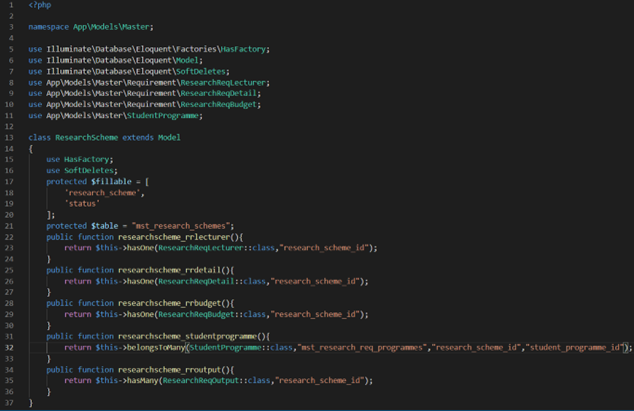 1 <?php
2
3 namespace App\Models\Master;
4
5 use Illuminate\Database\Eloquent\Factories\HasFactory;
6 use Illuminate\Database\Eloquent\Model;
7 use Illuminate\Database\Eloquent\SoftDeletes;
8 use App\Models\Master\Requirement\ResearchReqLecturer;
9 use App\Models\Master\Requirement\ResearchReqDetail;
10 use App\Models\Master\Requirement\ResearchReqBudget;
11 use App\Models\Master\StudentProgramme;
12
13 class ResearchScheme extends Model
14 {
15     use HasFactory;
16     use SoftDeletes;
17     protected $fillable = [
18         'research_scheme',
19         'status'
20     ];
21     protected $table = "mst_research_schemes";
22     public function researchscheme_rrlecturer(){
23         return $this->hasOne(ResearchReqLecturer::class,"research_scheme_id");
24     }
25     public function researchscheme_rrdetail(){
26         return $this->hasOne(ResearchReqDetail::class,"research_scheme_id");
27     }
28     public function researchscheme_rrbudget(){
29         return $this->hasOne(ResearchReqBudget::class,"research_scheme_id");
30     }
31     public function researchscheme_studentprogramme(){
32         return $this->belongsToMany(StudentProgramme::class,"mst_research_req_programmes","research_scheme_id","student_programme_id");
33     }
34     public function researchscheme_rroutput(){
35         return $this->hasMany(ResearchReqOutput::class,"research_scheme_id");
36     }
37 }